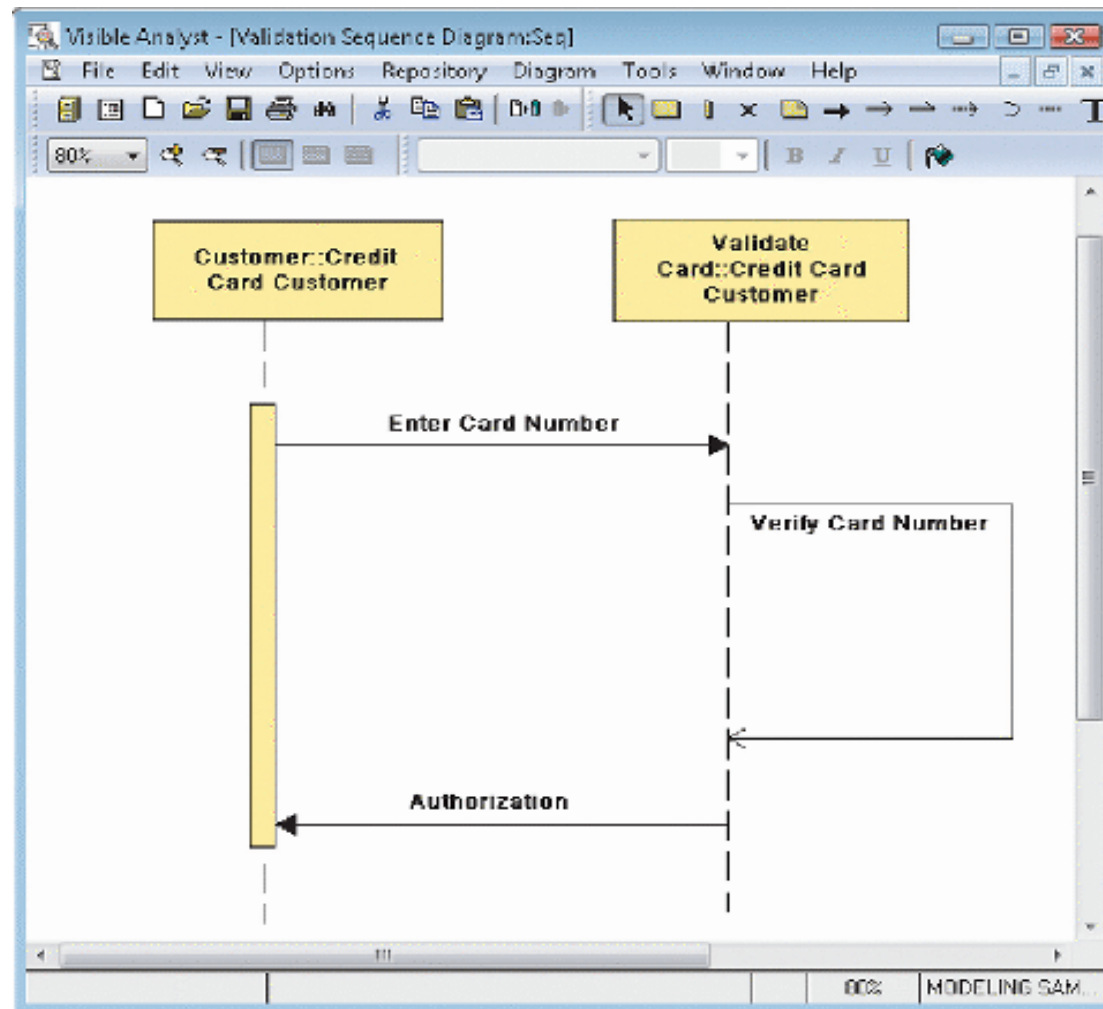 Visible Analyst - [Validation Sequence Diagram:Seq]
File Edit View Options Repository Diagram Tools Window Help
T
80%
B I U
Customer::Credit
Card Customer
Validate
Card::Credit Card
Customer
Enter Card Number
Verify Card Number
Authorization
80%
MODELING SAM...